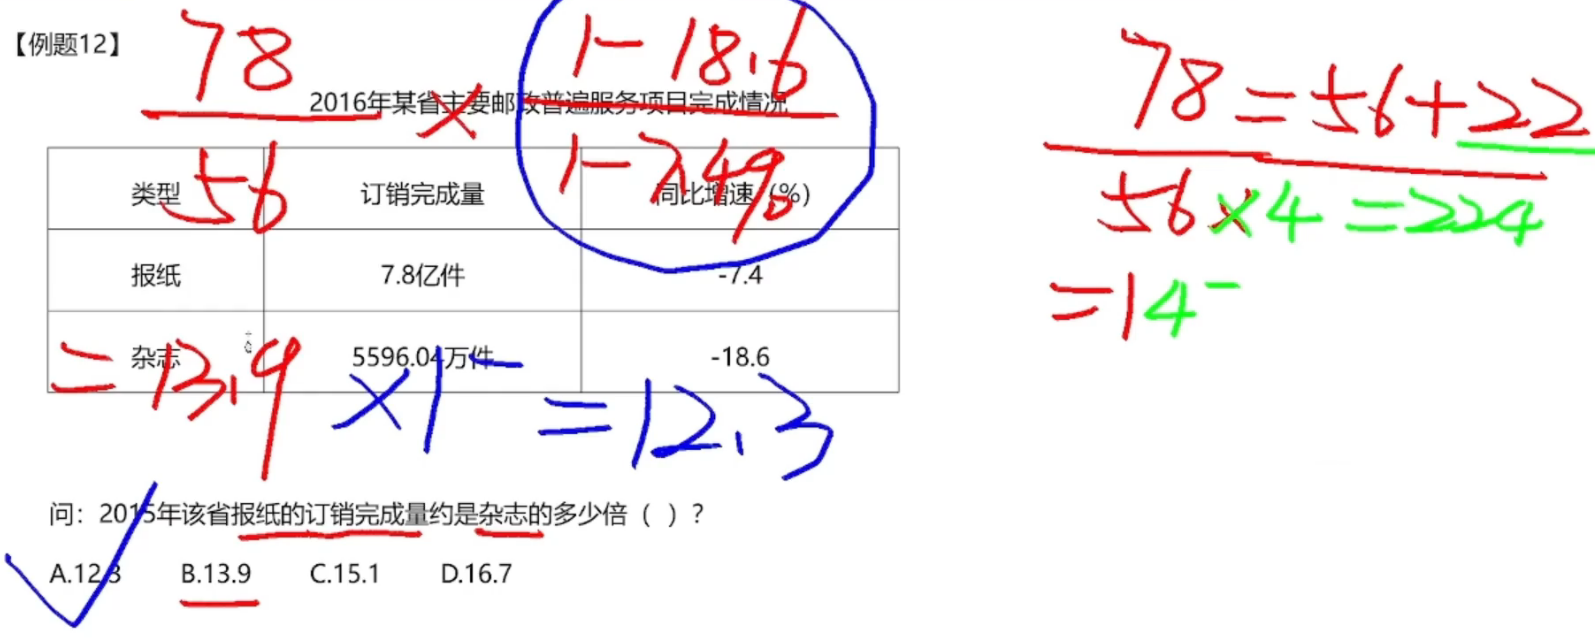 【例题12】
78/56 × (1-18.6)/(1-7.4%)
78/56 = (56+22)/56
56×4=224
=14-
2016年某省主要邮政普遍服务项目完成情况
类型 订销完成量 同比增速（%）
报纸 7.8亿件 -7.4
杂志 5596.04万件 -18.6
=13.9 ×1- =12.3
问：2015年该省报纸的订销完成量约是杂志的多少倍（ ）？
A.12.3 B.13.9 C.15.1 D.16.7